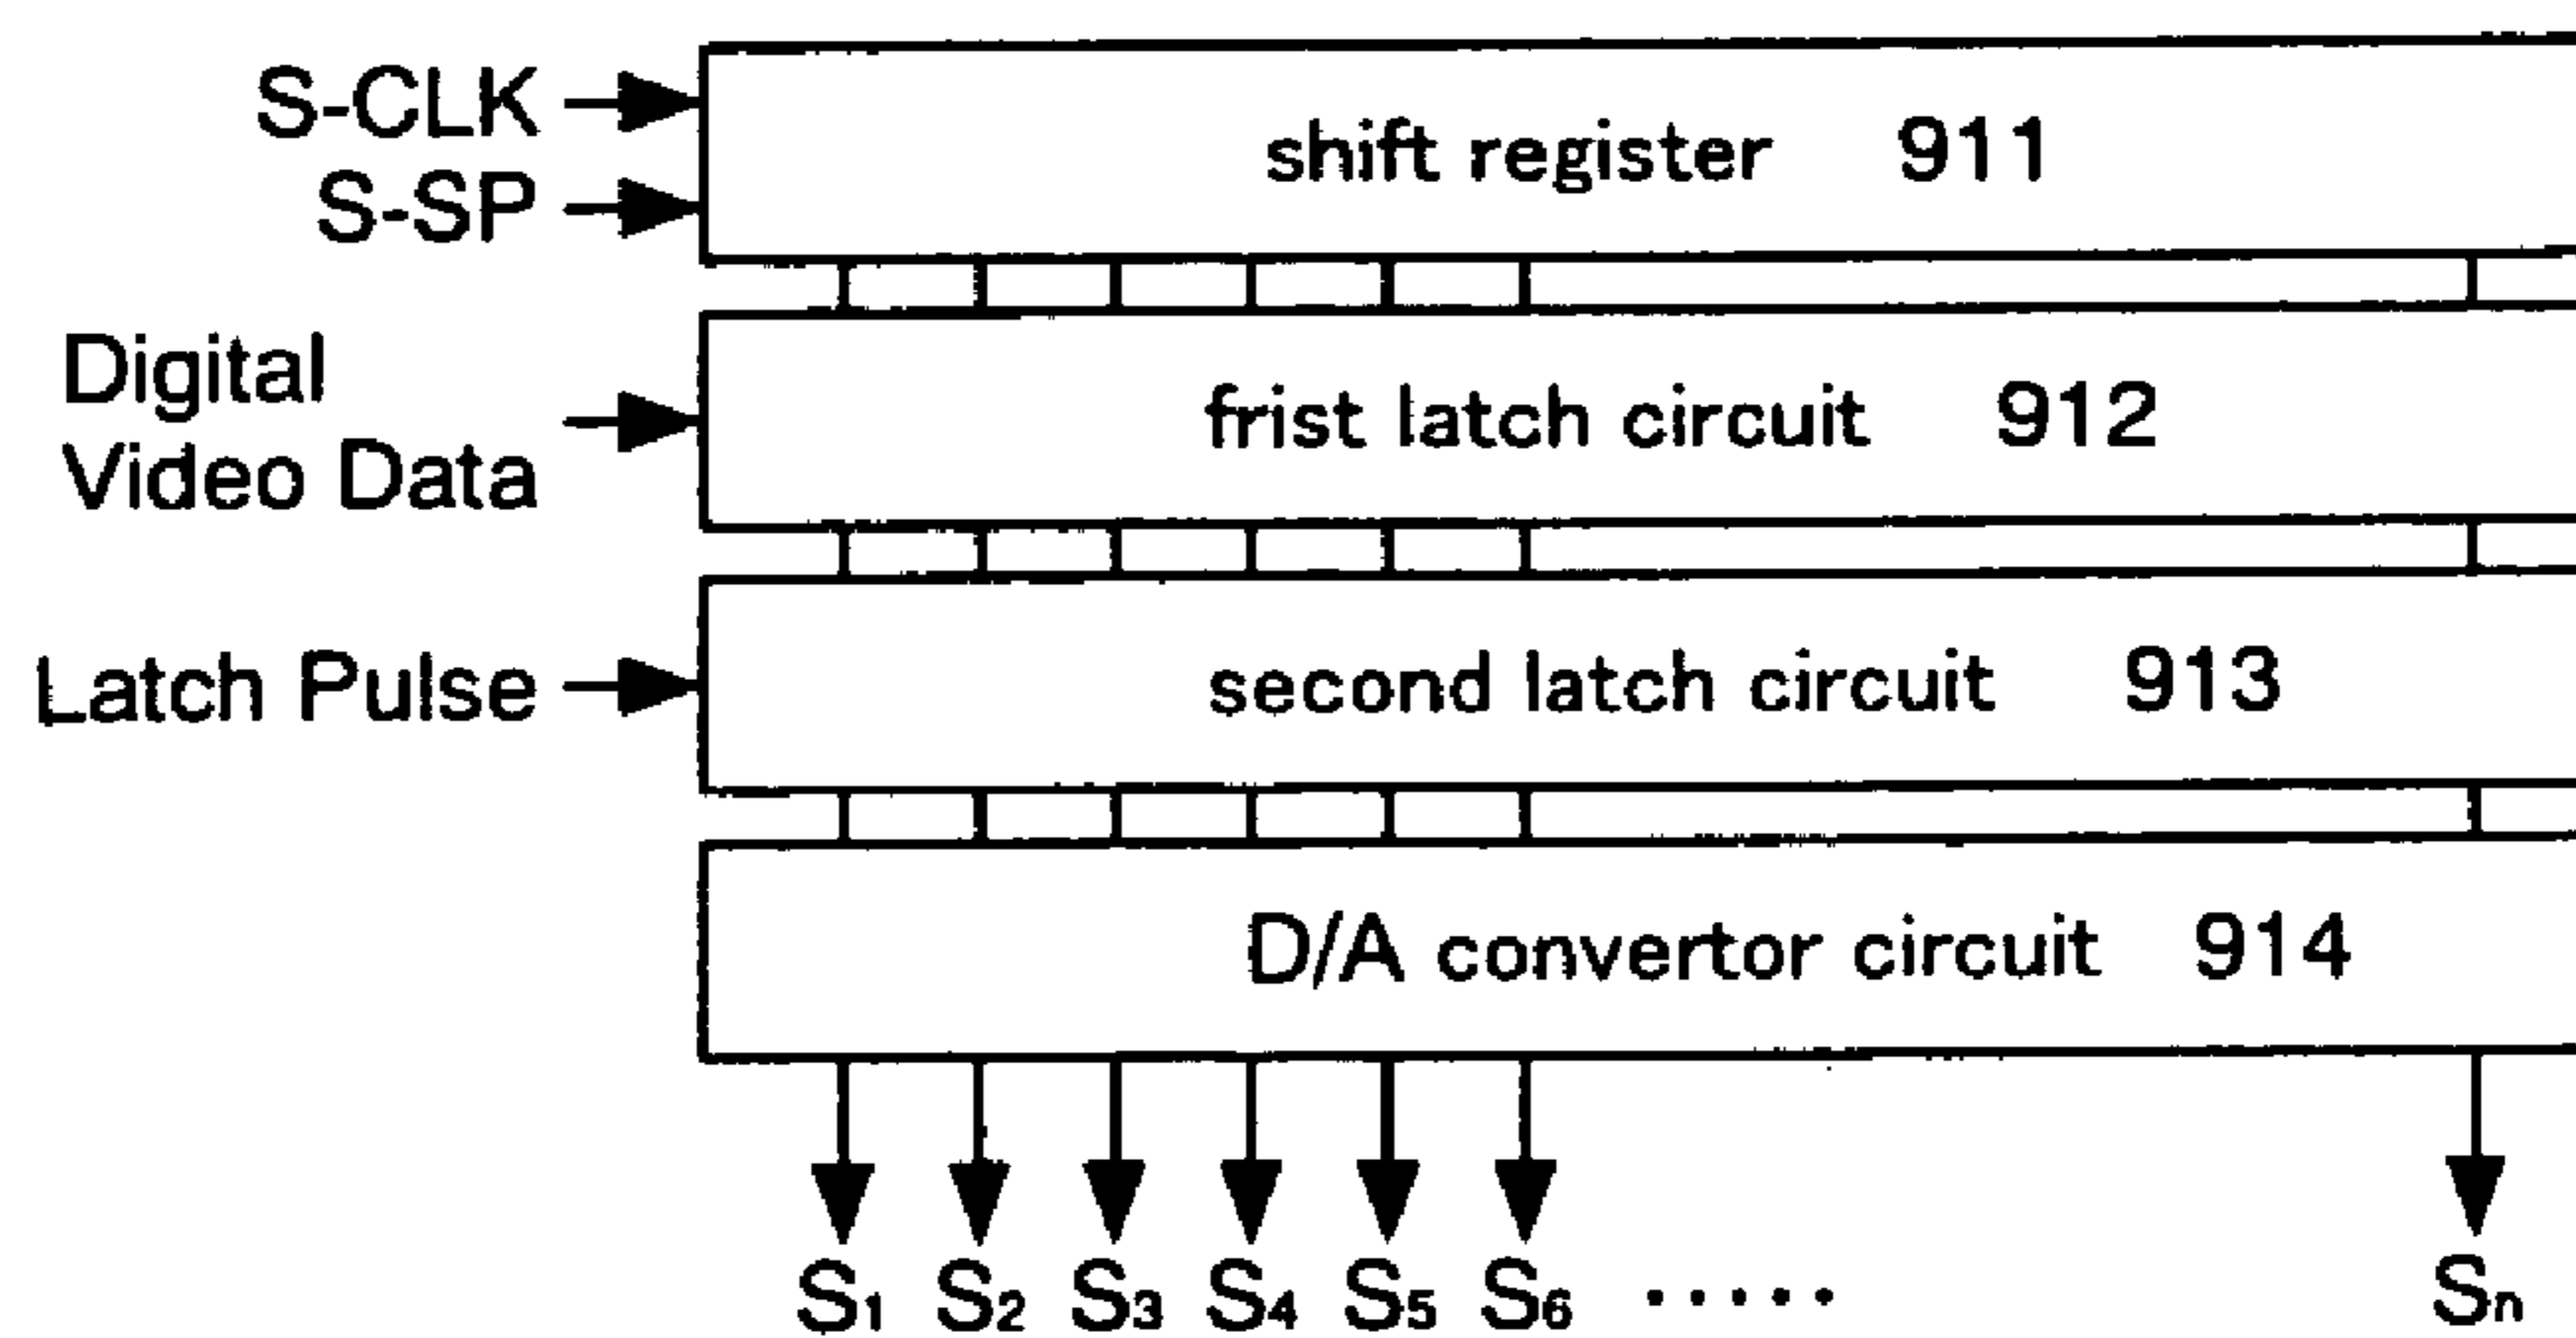 S-CLK
S-SP
shift register 911
Digital
Video Data
frist latch circuit 912
Latch Pulse
second latch circuit 913
D/A convertor circuit 914
S1 S2 S3 S4 S5 S6 ····· Sn